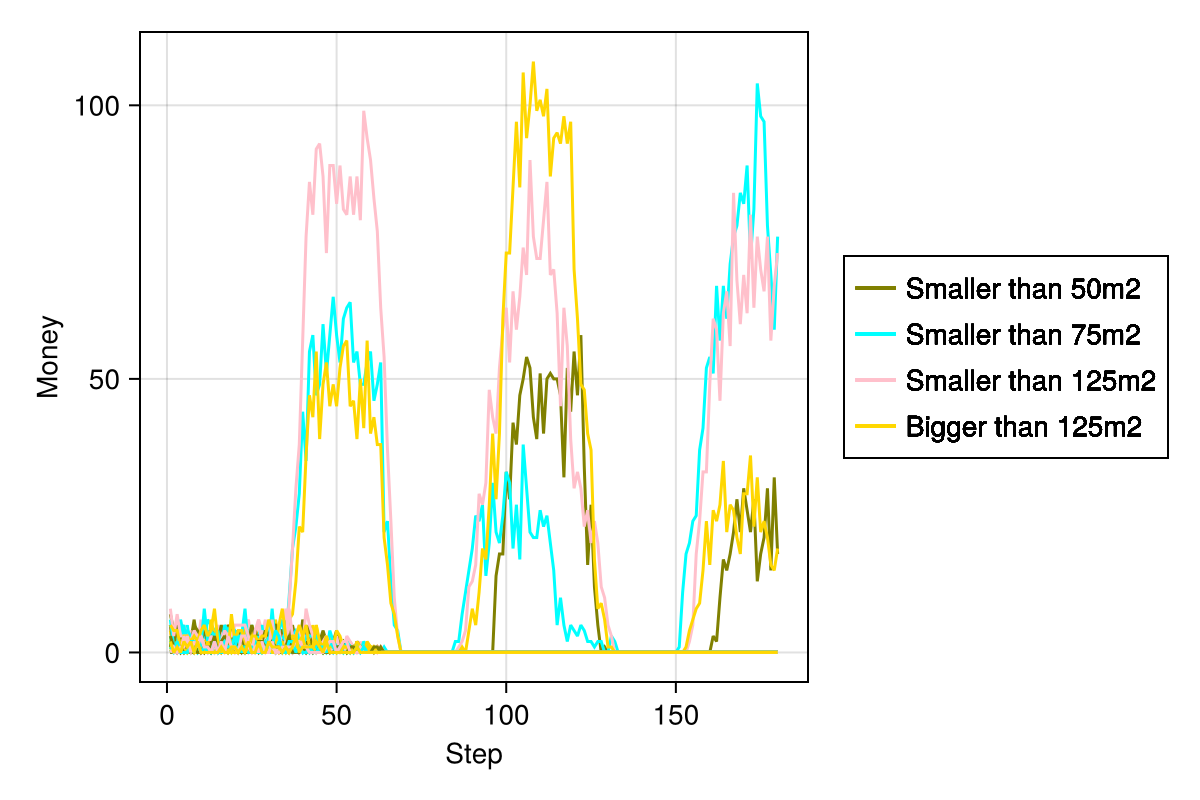 100
50
0
Money
0 50 100 150
Step
Smaller than 50m2
Smaller than 75m2
Smaller than 125m2
Bigger than 125m2